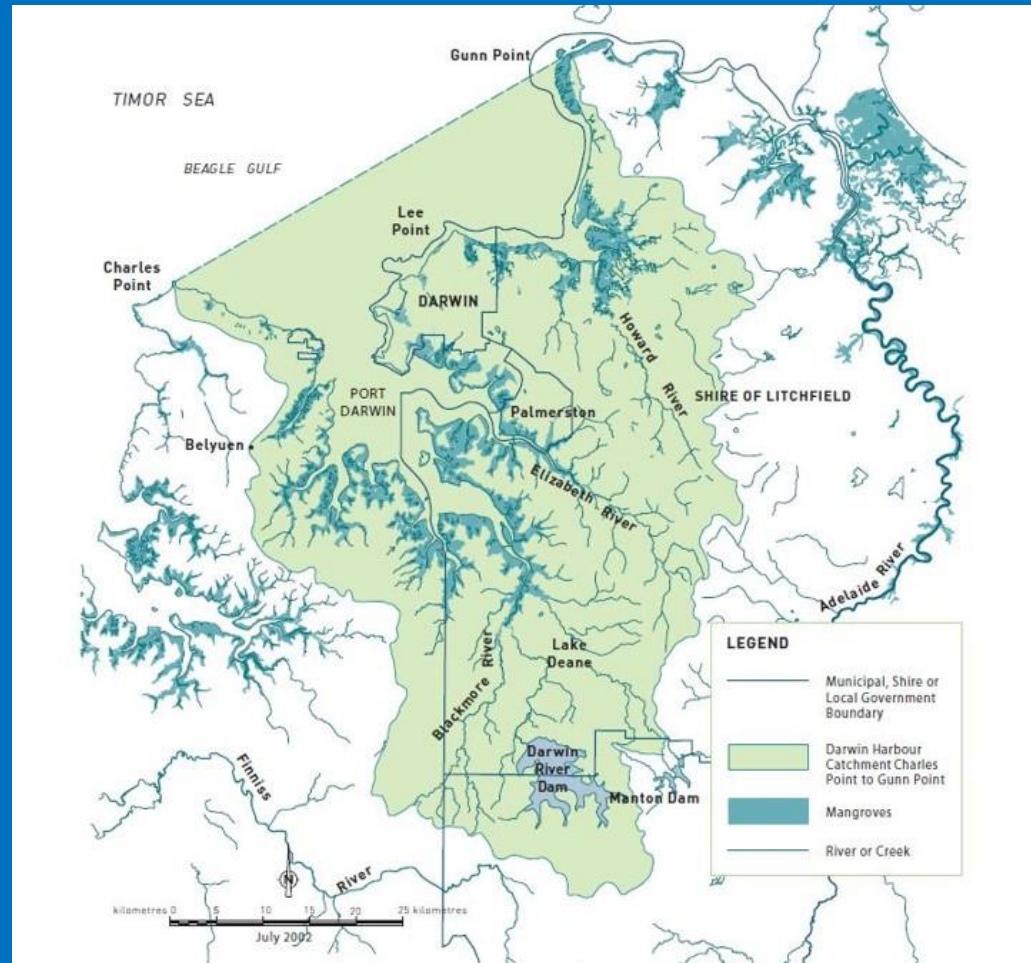 Gunn Point
TIMOR SEA
BEAGLE GULF
Lee
Point
Charles
Point
DARWIN
Howard
River
PORT
DARWIN
SHIRE OF LITCHFIELD
Palmerston
Belyuen
Elizabeth River
Adelaide River
Blackmore River
Lake
Deane
Darwin
River
Dam
Manton Dam
Finniss
River
N
kilometres 0 5 10 15 20 25 kilometres
July 2002
LEGEND
Municipal, Shire or
Local Government
Boundary
Darwin Harbour
Catchment Charles
Point to Gunn Point
Mangroves
River or Creek